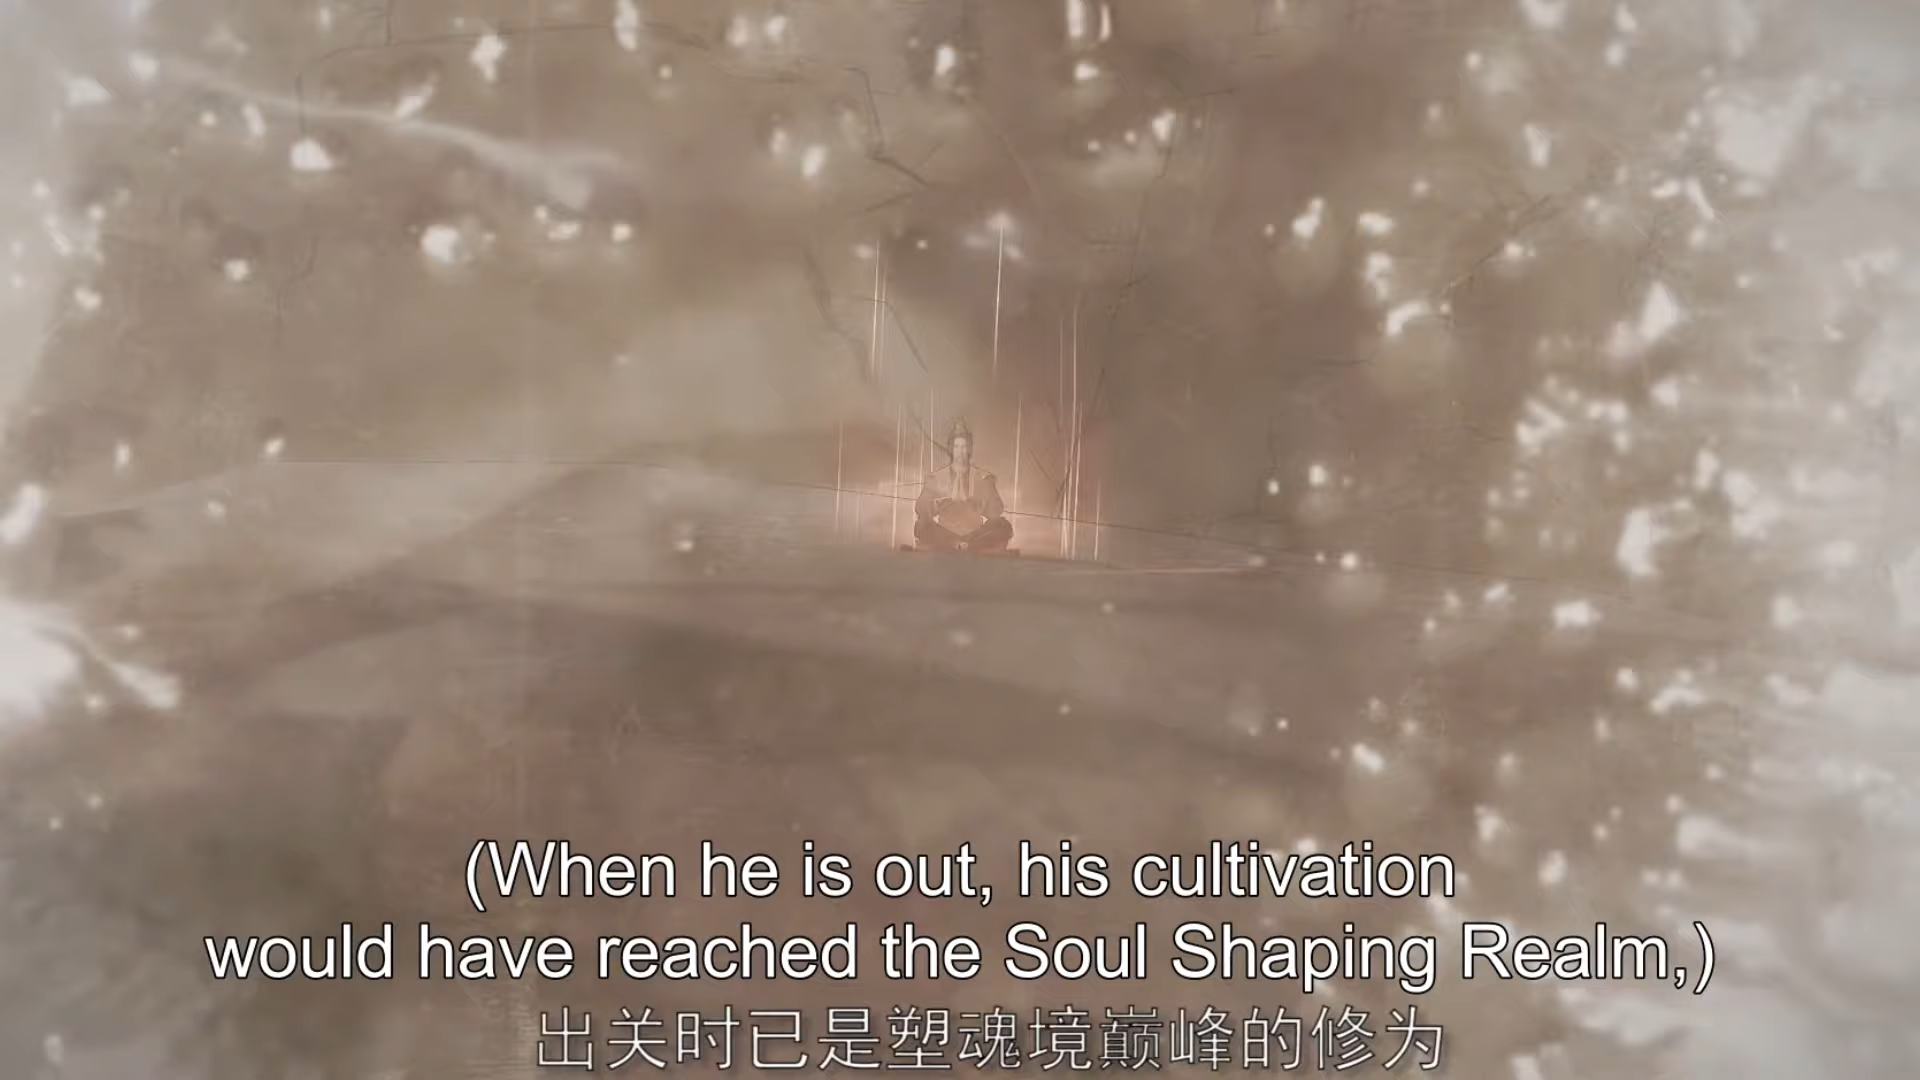 (When he is out, his cultivation
would have reached the Soul Shaping Realm,)
出关时已是塑魂境巅峰的修为